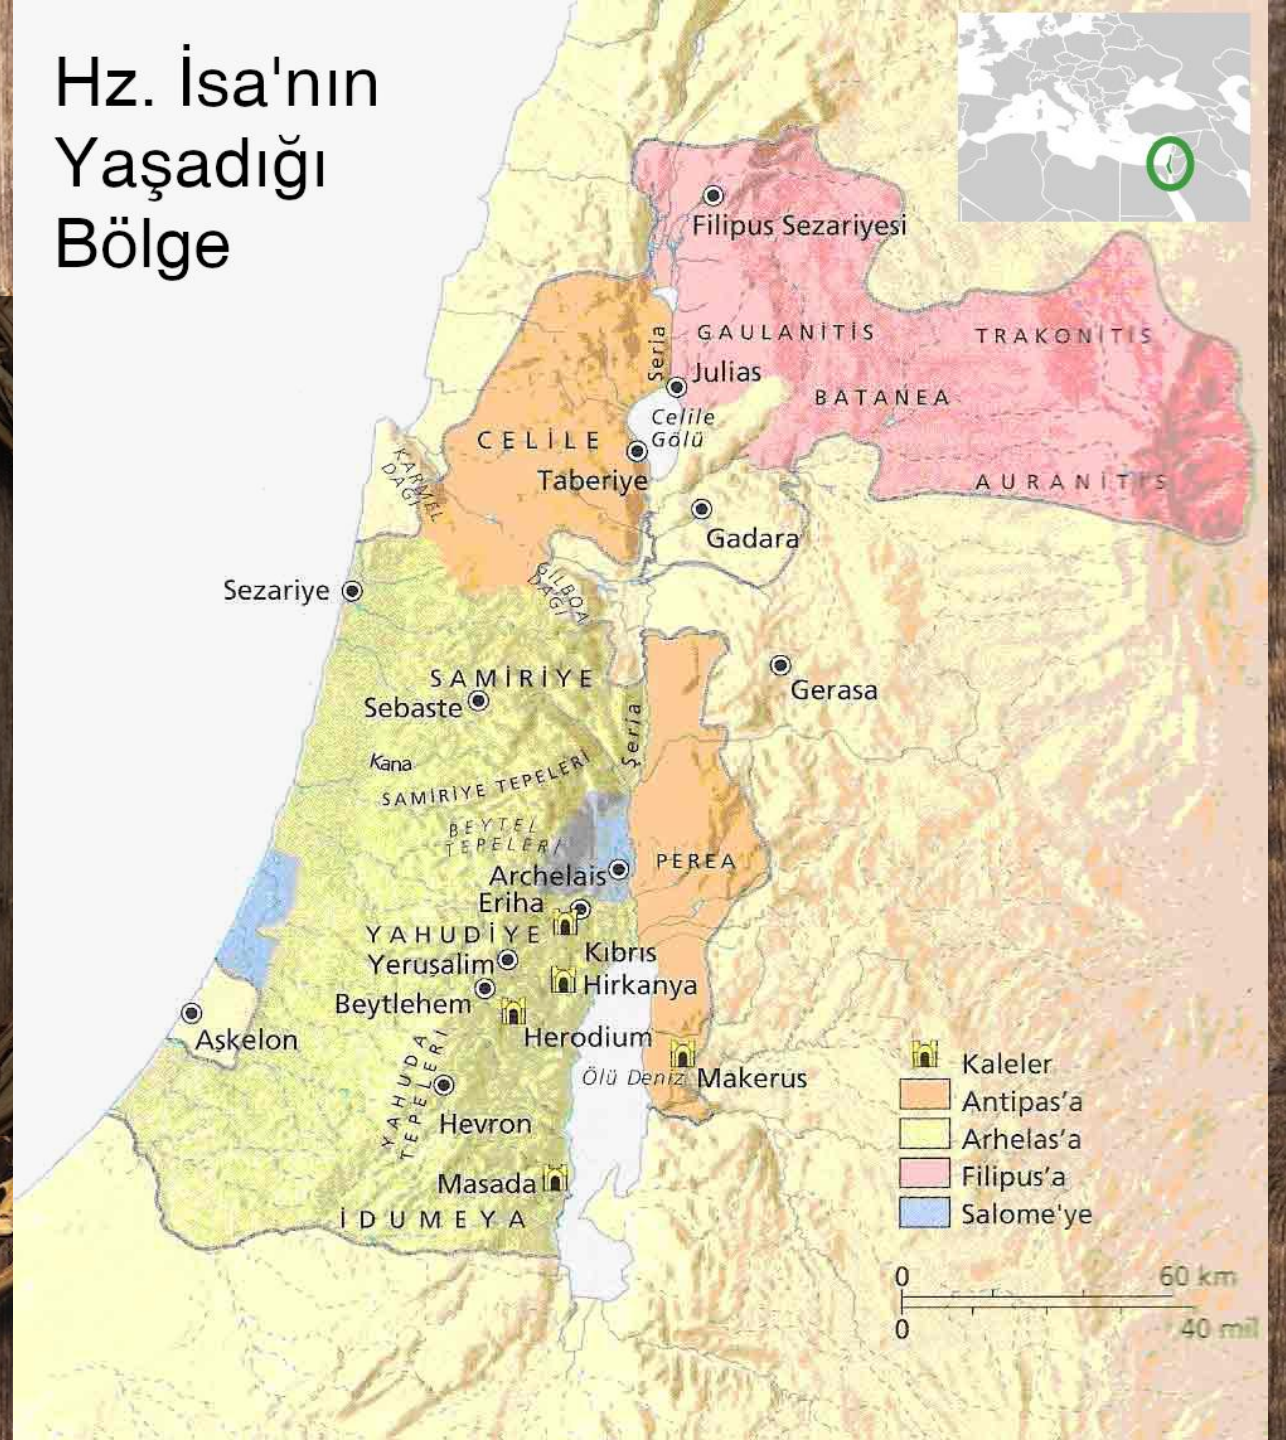 Hz. İsa'nın
Yaşadığı
Bölge
Filipus Sezariyesi
GAULANİTİS
TRAKONİTİS
Seria
Julias
BATANEA
Celile
Gölü
CELİLE
KARMEL
DAĞI
Taberiye
AURANİTİS
Gadara
GILBOA
DAĞI
Sezariye
SAMİRİYE
Gerasa
Sebaste
Şeria
Kana
SAMİRİYE TEPELERİ
BEYTEL
TEPELERİ
PEREA
Archelais
Eriha
YAHUDİYE
Kıbrıs
Yerusalim
Hirkanya
Beytlehem
Herodium
Aşkelon
YAHUDA
TEPELERİ
Ölü Deniz
Makerus
Hevron
Masada
İDUMEYA
Kaleler
Antipas'a
Arhelas'a
Filipus'a
Salome'ye
0 60 km
0 40 mil